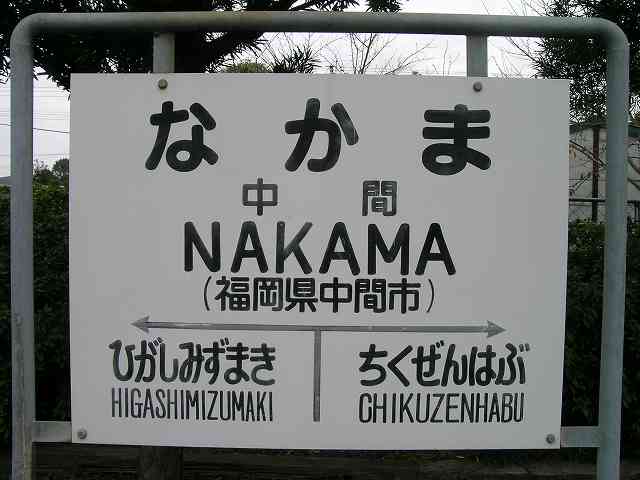 なかま
中間
NAKAMA
(福岡県中間市)
ひがしみずまき ちくぜんはぶ
HIGASHIMIZUMAKI CHIKUZENHABU